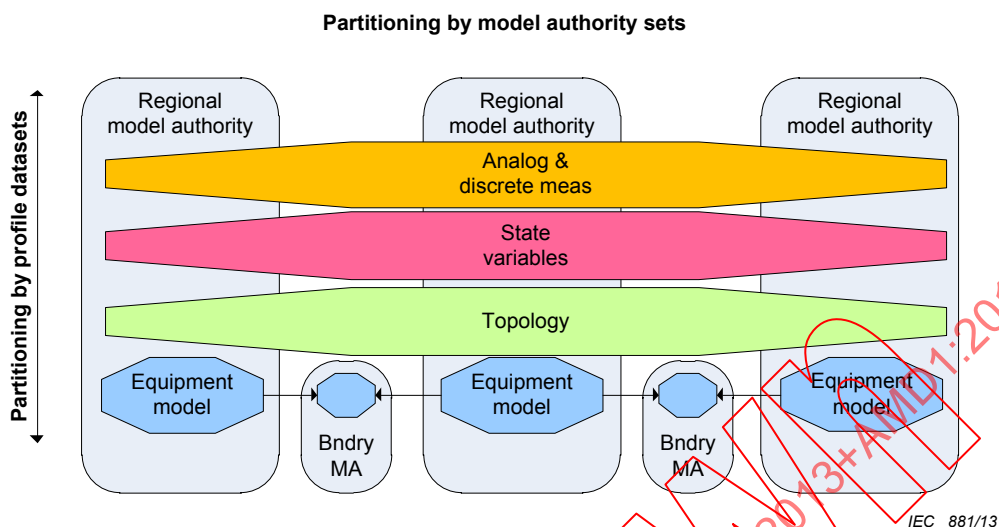 Partitioning by model authority sets
Partitioning by profile datasets
Regional
model authority
Regional
model authority
Regional
model authority
Analog &
discrete meas
State
variables
Topology
Equipment
model
Equipment
model
Equipment
model
Bndry
MA
Bndry
MA
IEC 881/13